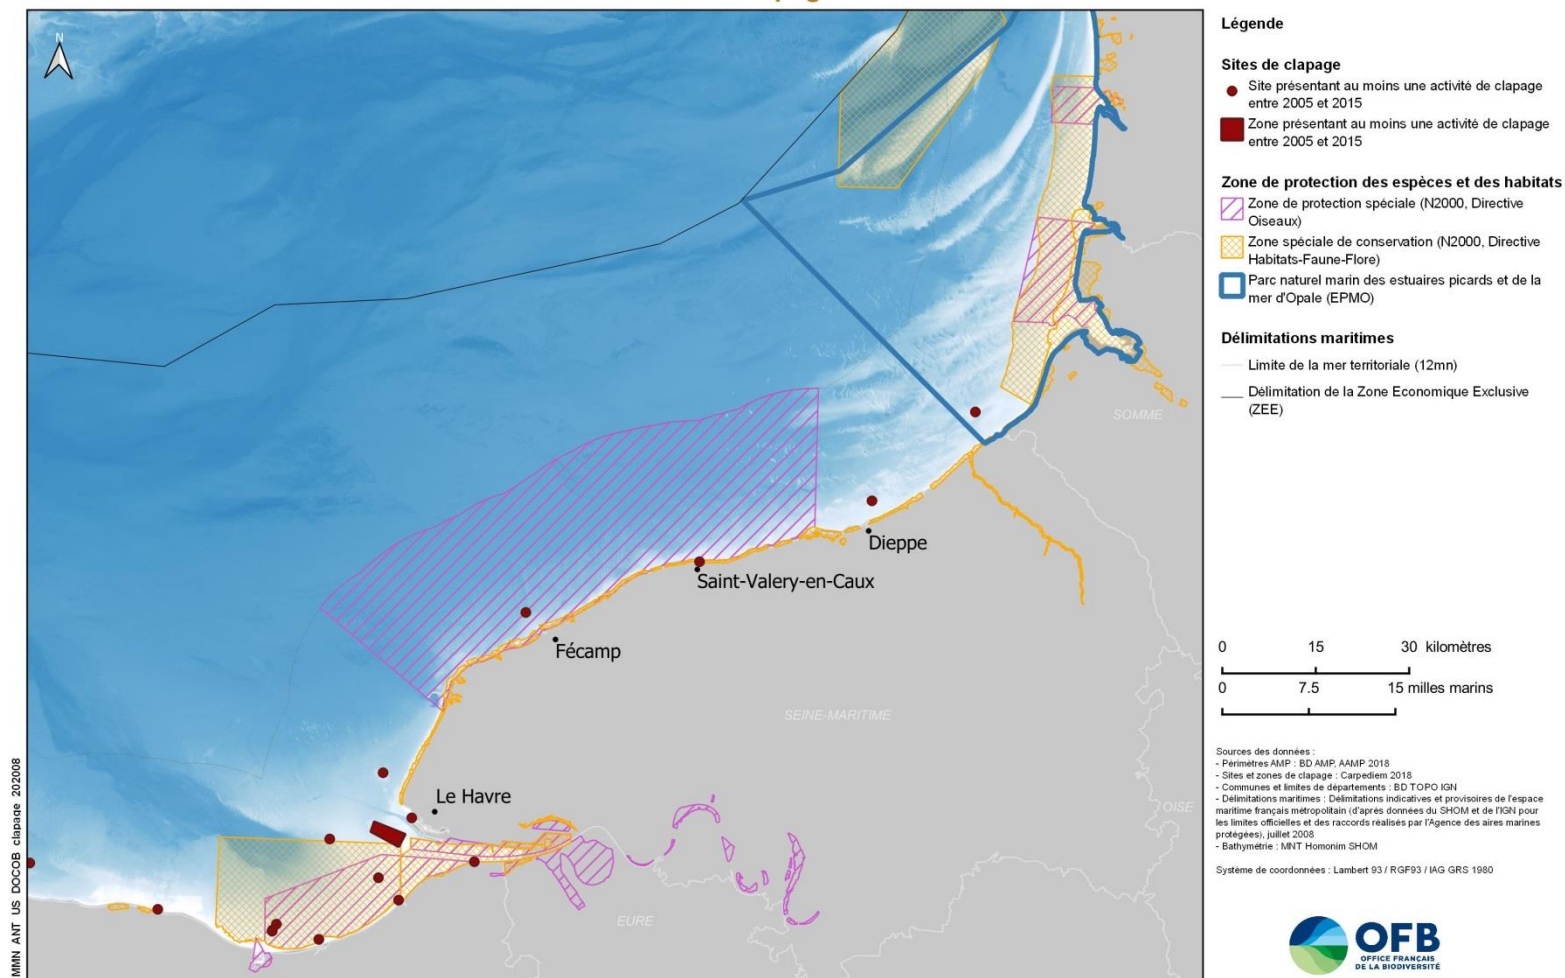 N
SOMME
Dieppe
Saint-Valery-en-Caux
Fécamp
SEINE-MARITIME
Le Havre
OISE
EURE
MMN ANT US DOCOB clapage 202008
Légende
Sites de clapage
Site présentant au moins une activité de clapage
entre 2005 et 2015
Zone présentant au moins une activité de clapage
entre 2005 et 2015
Zone de protection des espèces et des habitats
Zone de protection spéciale (N2000, Directive
Oiseaux)
Zone spéciale de conservation (N2000, Directive
Habitats-Faune-Flore)
Parc naturel marin des estuaires picards et de la
mer d'Opale (EPMO)
Délimitations maritimes
Limite de la mer territoriale (12mn)
Délimitation de la Zone Economique Exclusive
(ZEE)
0 15 30 kilomètres
0 7.5 15 milles marins
Sources des données :
- Périmètres AMP : BD AMP, AAMP 2018
- Sites et zones de clapage : Carpediem 2018
- Communes et limites de départements : BD TOPO IGN
- Délimitations maritimes : Délimitations indicatives et provisoires de l'espace
maritime français métropolitain (d'après données du SHOM et de l'IGN pour
les limites officielles et des raccords réalisés par l'Agence des aires marines
protégées), juillet 2008
- Bathymétrie : MNT Homonim SHOM
Système de coordonnées : Lambert 93 / RGF93 / IAG GRS 1980
OFB
OFFICE FRANÇAIS
DE LA BIODIVERSITÉ